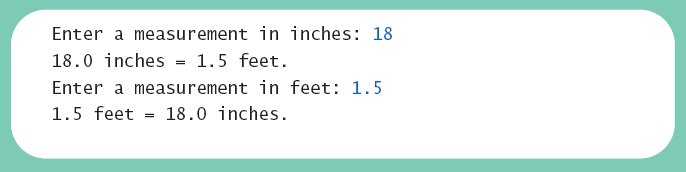 Enter a measurement in inches: 18
18.0 inches = 1.5 feet.
Enter a measurement in feet: 1.5
1.5 feet = 18.0 inches.